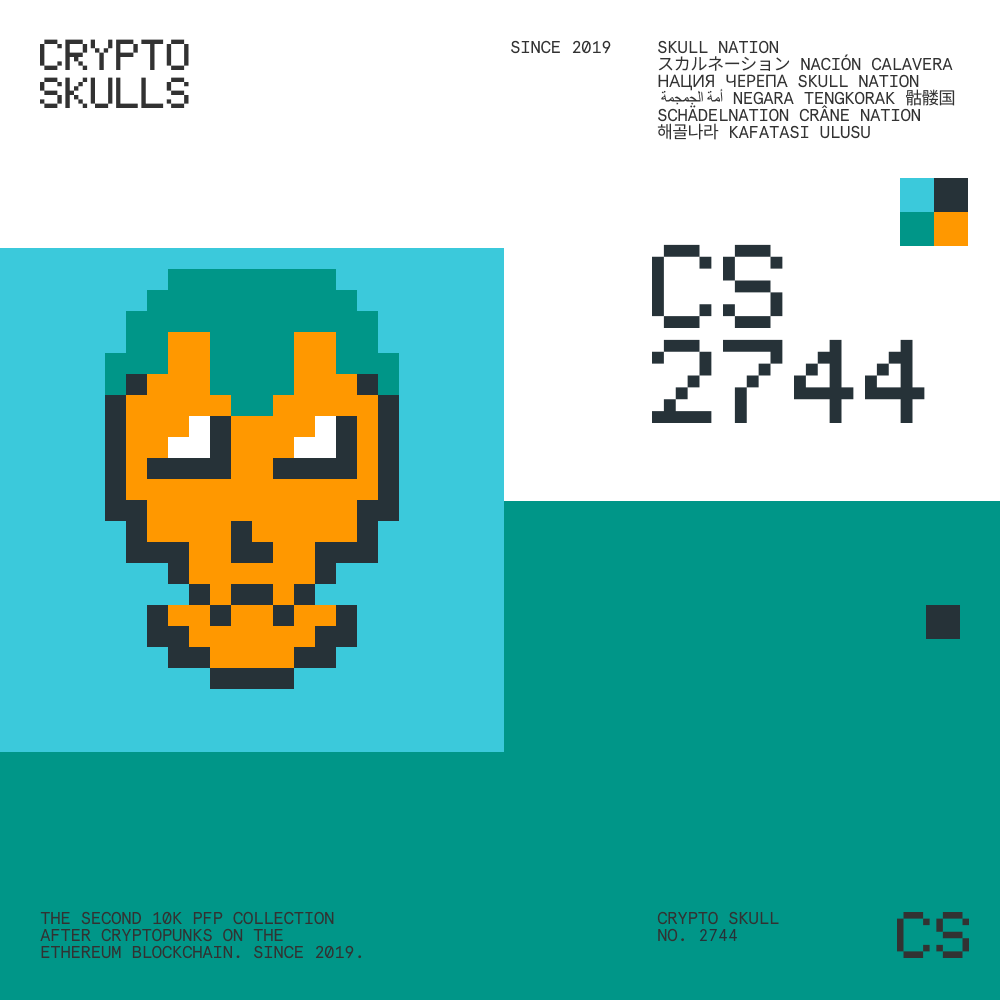 CRYPTO
SKULLS
SINCE 2019
SKULL NATION
スカルネーション NACIÓN CALAVERA
НАЦИЯ ЧЕРЕПА SKULL NATION
أمة الجمجمة NEGARA TENGKORAK 骷髅国
SCHÄDELNATION CRÂNE NATION
해골나라 KAFATASI ULUSU
CS
2744
THE SECOND 10K PFP COLLECTION
AFTER CRYPTOPUNKS ON THE
ETHEREUM BLOCKCHAIN. SINCE 2019.
CRYPTO SKULL
NO. 2744
CS